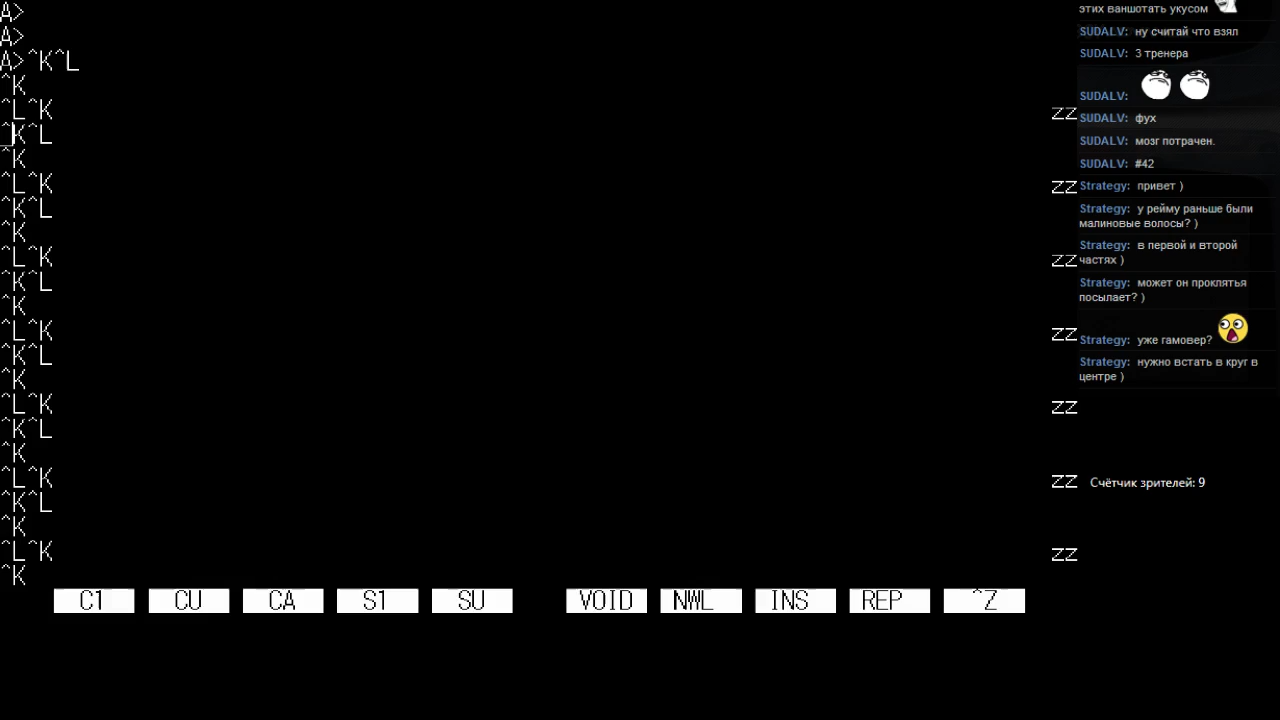 A>
A>
A>^K^L
^K
^L^K
^K^L
^K
^L^K
^K^L
^K
^L^K
^K^L
^K
^L^K
^K^L
^K
^L^K
^K^L
^K
^L^K
^K^L
^K
^L^K
^K
ZZ
ZZ
ZZ
ZZ
ZZ
ZZ
ZZ
C1 CU CA S1 SU VOID NWL INS REP ^Z
этих ваншотать укусом
SUDALV: ну считай что взял
SUDALV: 3 тренера
SUDALV:
SUDALV: фух
SUDALV: мозг потрачен.
SUDALV: #42
Strategy: привет )
Strategy: у рейму раньше были
малиновые волосы? )
Strategy: в первой и второй
частях )
Strategy: может он проклятья
посылает? )
Strategy: уже гамовер?
Strategy: нужно встать в круг в
центре )
Счётчик зрителей: 9